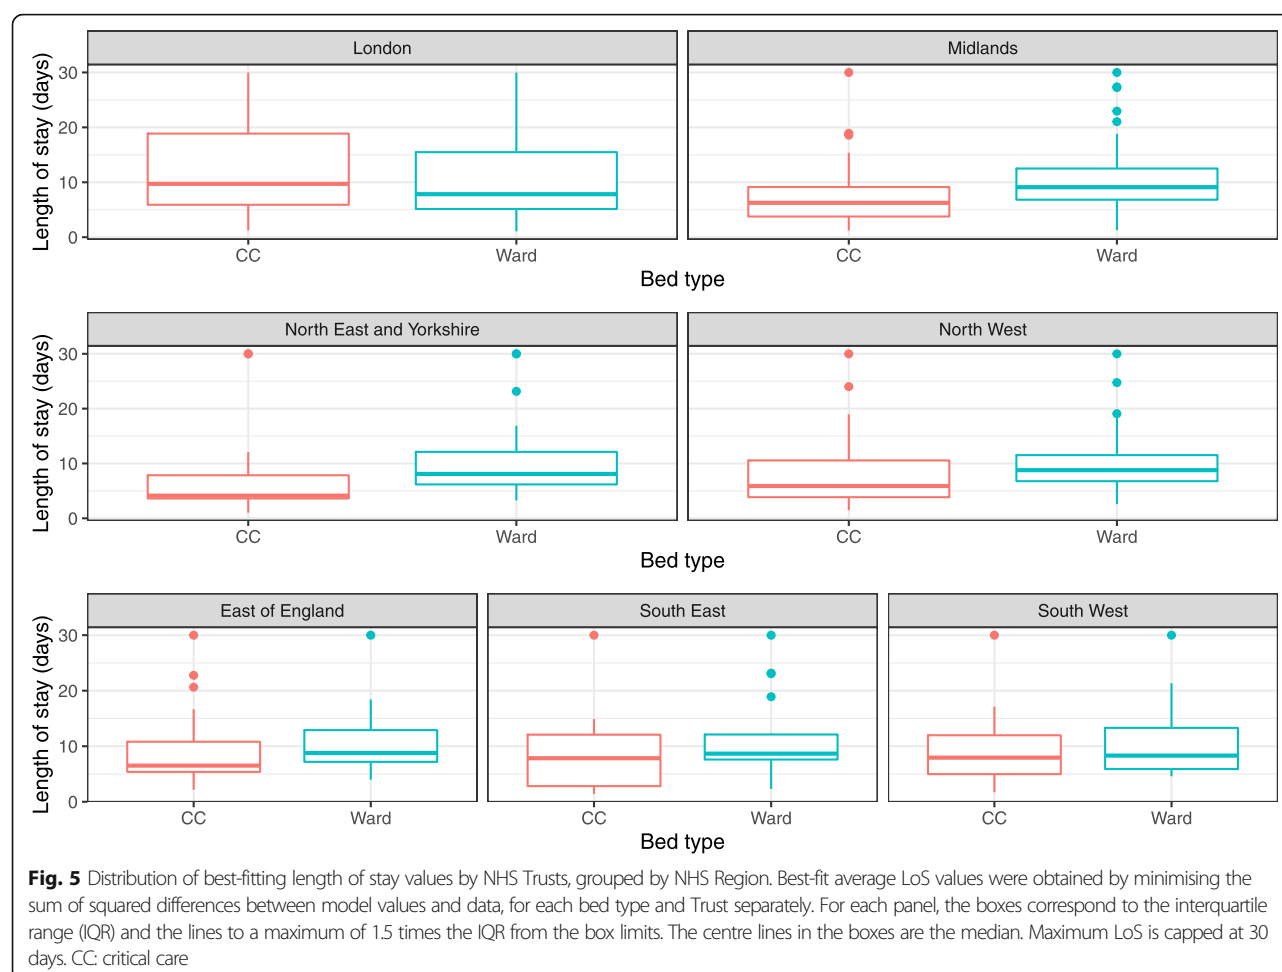 London
Midlands
Length of stay (days)
30
20
10
0
CC
Ward
CC
Ward
Bed type
North East and Yorkshire
North West
Length of stay (days)
30
20
10
0
CC
Ward
CC
Ward
Bed type
East of England
South East
South West
Length of stay (days)
30
20
10
0
CC
Ward
CC
Ward
CC
Ward
Bed type
Fig. 5 Distribution of best-fitting length of stay values by NHS Trusts, grouped by NHS Region. Best-fit average LoS values were obtained by minimising the
sum of squared differences between model values and data, for each bed type and Trust separately. For each panel, the boxes correspond to the interquartile
range (IQR) and the lines to a maximum of 1.5 times the IQR from the box limits. The centre lines in the boxes are the median. Maximum LoS is capped at 30
days. CC: critical care